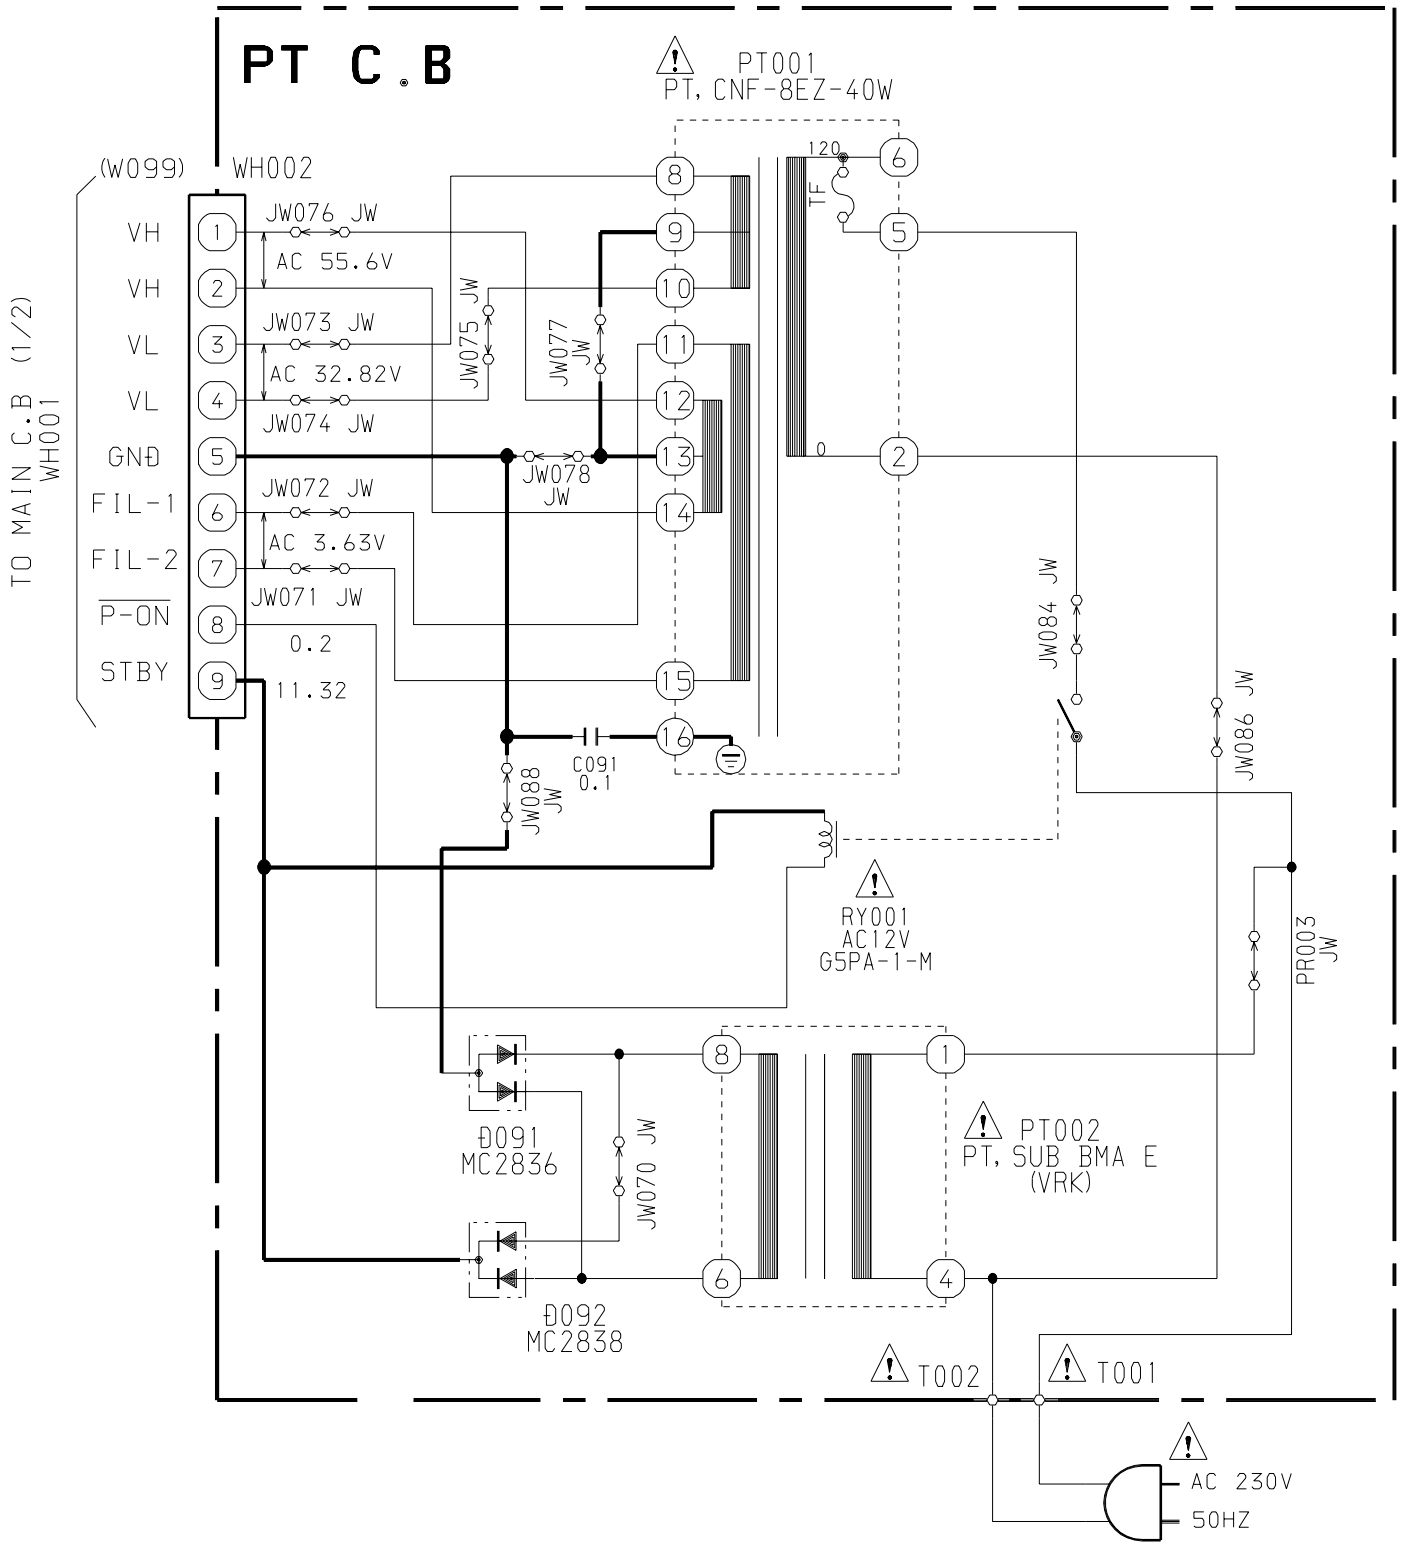 PT C.B
PT001
PT, CNF-8EZ-40W
(W099) WH002
TO MAIN C.B (1/2)
WH001
VH 1 JW076 JW
AC 55.6V
VH 2
VL 3 JW073 JW
AC 32.82V
VL 4 JW074 JW
GND 5
FIL-1 6 JW072 JW
AC 3.63V
FIL-2 7 JW071 JW
P-ON 8 0.2
STBY 9 11.32
JW075 JW
JW077 JW
JW078 JW
8
9
10
11
12
13
14
15
16
120
TF
0
6
5
2
C091
0.1
JW088 JW
JW084 JW
JW086 JW
RY001
AC12V
G5PA-1-M
PR003 JW
D091
MC2836
JW070 JW
D092
MC2838
8
6
1
4
PT002
PT, SUB BMA E
(VRK)
T002
T001
AC 230V
50HZ